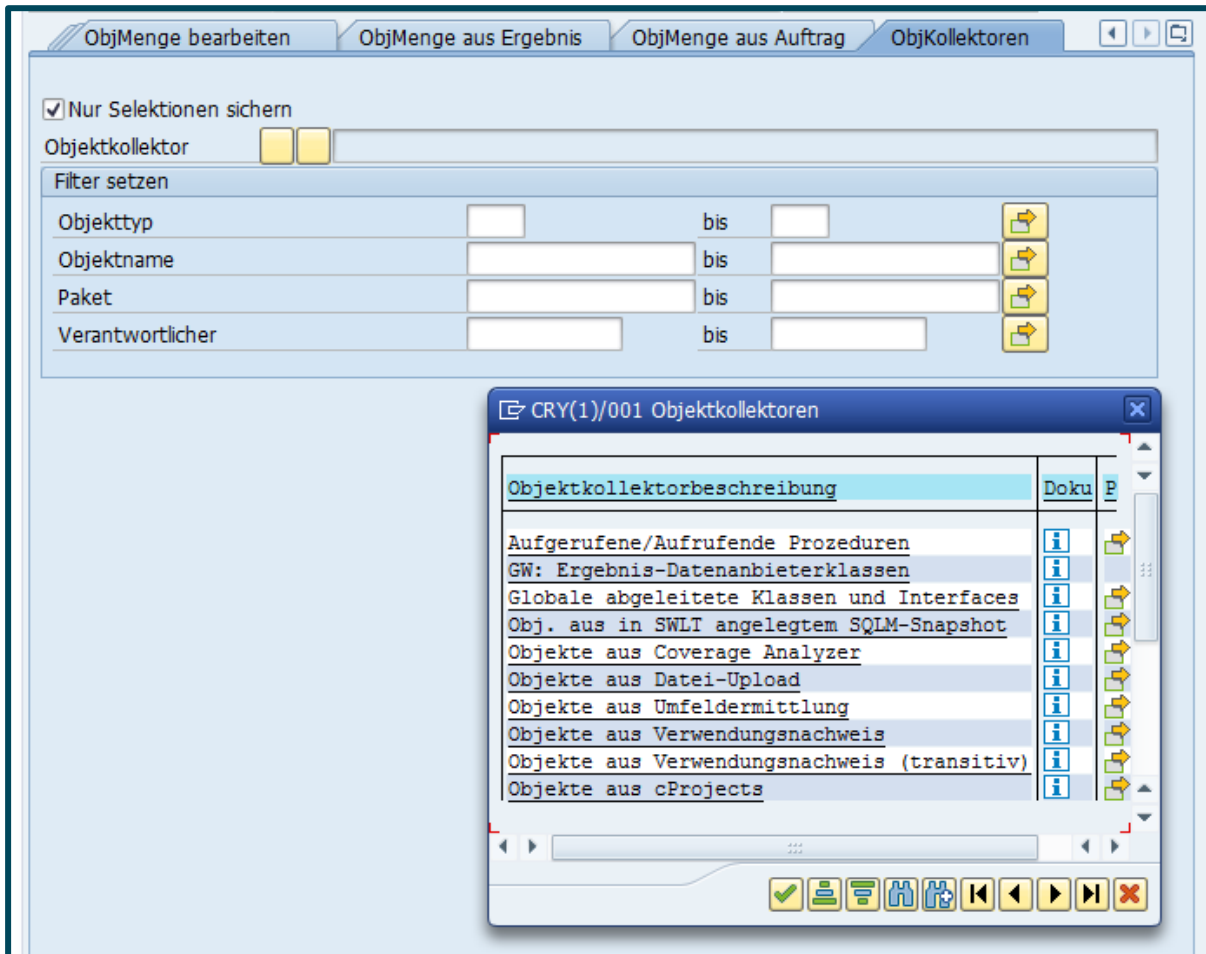 ObjMenge bearbeiten ObjMenge aus Ergebnis ObjMenge aus Auftrag ObjKollektoren
Nur Selektionen sichern
Objektkollektor
Filter setzen
Objekttyp bis
Objektname bis
Paket bis
Verantwortlicher bis
CRY(1)/001 Objektkollektoren
Objektkollektorbeschreibung Doku P
Aufgerufene/Aufrufende Prozeduren
GW: Ergebnis-Datenanbieterklassen
Globale abgeleitete Klassen und Interfaces
Obj. aus in SWLT angelegtem SQLM-Snapshot
Objekte aus Coverage Analyzer
Objekte aus Datei-Upload
Objekte aus Umfeldermittlung
Objekte aus Verwendungsnachweis
Objekte aus Verwendungsnachweis (transitiv)
Objekte aus cProjects